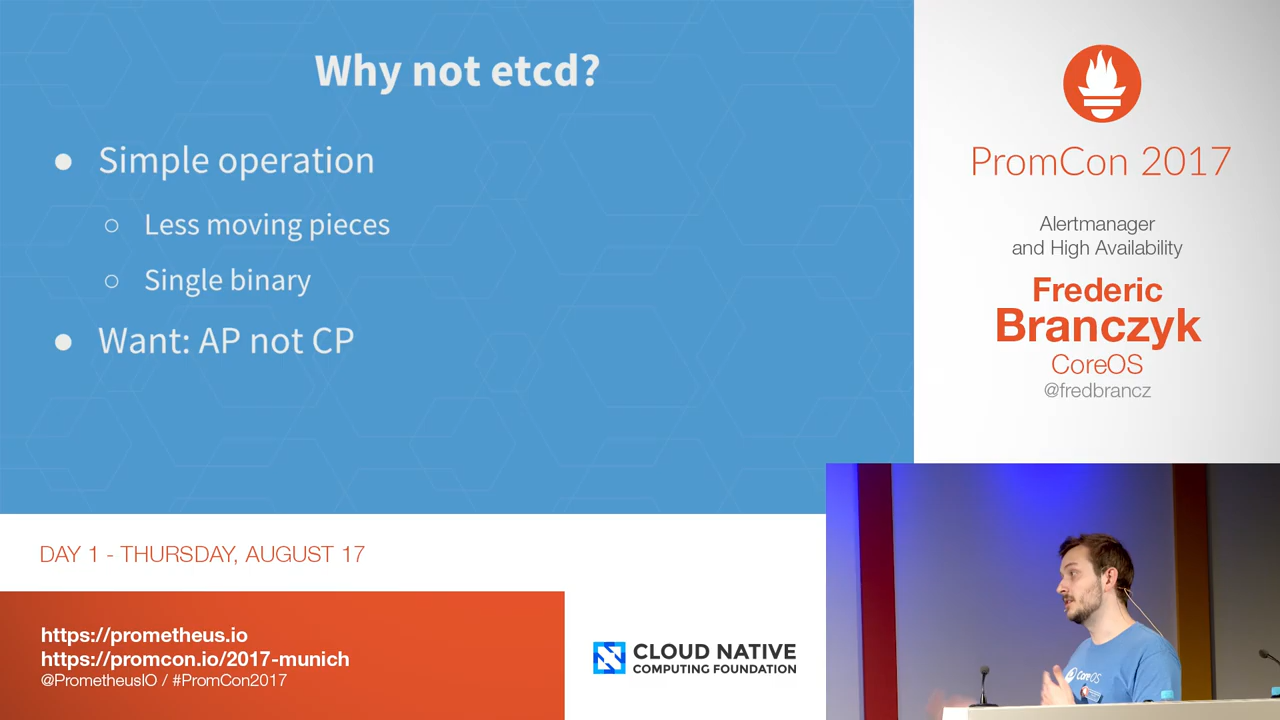 Why not etcd?
● Simple operation
○ Less moving pieces
○ Single binary
● Want: AP not CP
PromCon 2017
Alertmanager
and High Availability
Frederic
Branczyk
CoreOS
@fredbrancz
DAY 1 - THURSDAY, AUGUST 17
https://prometheus.io
https://promcon.io/2017-munich
@PrometheusIO / #PromCon2017
CLOUD NATIVE
COMPUTING FOUNDATION
CoreOS